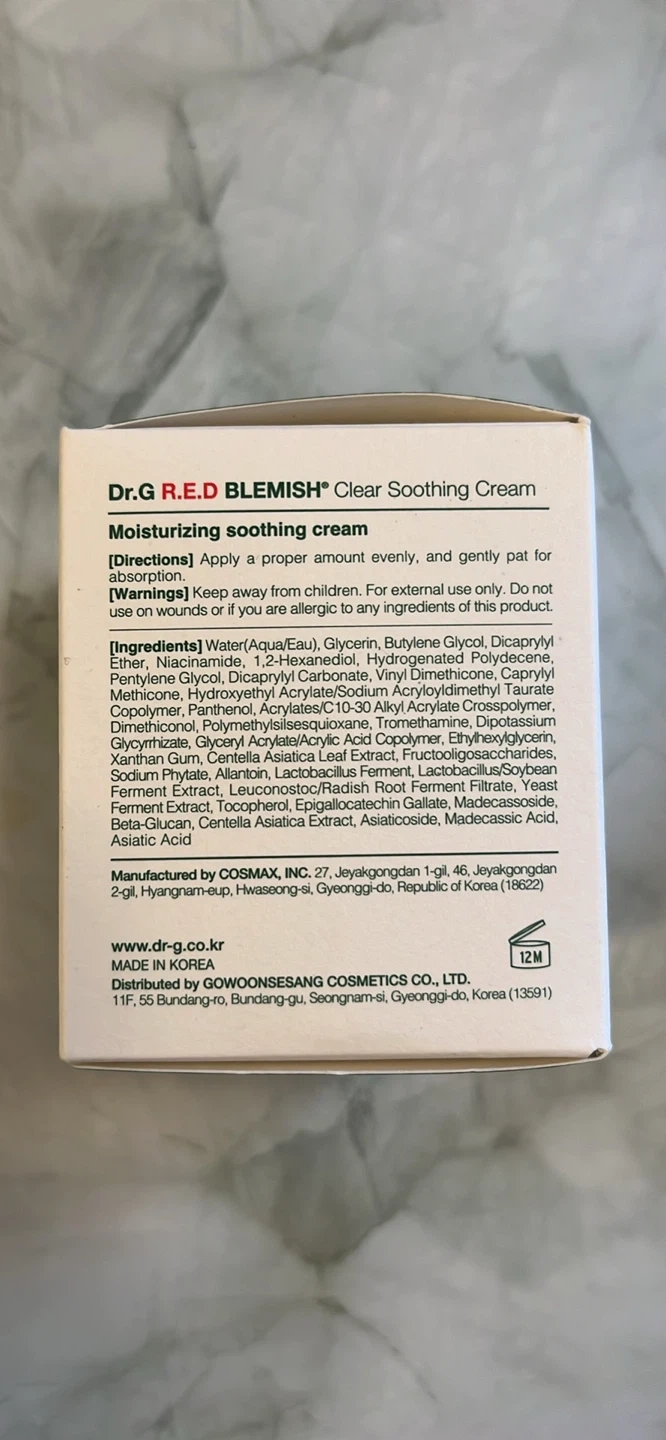 Dr.G R.E.D BLEMISH® Clear Soothing Cream
Moisturizing soothing cream
[Directions] Apply a proper amount evenly, and gently pat for
absorption.
[Warnings] Keep away from children. For external use only. Do not
use on wounds or if you are allergic to any ingredients of this product.
[Ingredients] Water(Aqua/Eau), Glycerin, Butylene Glycol, Dicaprylyl
Ether, Niacinamide, 1,2-Hexanediol, Hydrogenated Polydecene,
Pentylene Glycol, Dicaprylyl Carbonate, Vinyl Dimethicone, Caprylyl
Methicone, Hydroxyethyl Acrylate/Sodium Acryloyldimethyl Taurate
Copolymer, Panthenol, Acrylates/C10-30 Alkyl Acrylate Crosspolymer,
Dimethiconol, Polymethylsilsesquioxane, Tromethamine, Dipotassium
Glycyrrhizate, Glyceryl Acrylate/Acrylic Acid Copolymer, Ethylhexylglycerin,
Xanthan Gum, Centella Asiatica Leaf Extract, Fructooligosaccharides,
Sodium Phytate, Allantoin, Lactobacillus Ferment, Lactobacillus/Soybean
Ferment Extract, Leuconostoc/Radish Root Ferment Filtrate, Yeast
Ferment Extract, Tocopherol, Epigallocatechin Gallate, Madecassoside,
Beta-Glucan, Centella Asiatica Extract, Asiaticoside, Madecassic Acid,
Asiatic Acid
Manufactured by COSMAX, INC. 27, Jeyakgongdan 1-gil, 46, Jeyakgongdan
2-gil, Hyangnam-eup, Hwaseong-si, Gyeonggi-do, Republic of Korea (18622)
www.dr-g.co.kr
MADE IN KOREA
12M
Distributed by GOWOONSESANG COSMETICS CO., LTD.
11F, 55 Bundang-ro, Bundang-gu, Seongnam-si, Gyeonggi-do, Korea (13591)